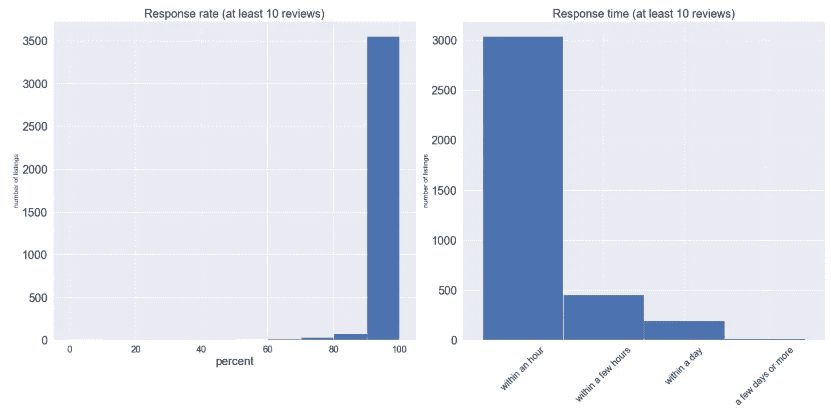 Response rate (at least 10 reviews)
3500
3000
2500
2000
1500
1000
500
0
number of listings
0 20 40 60 80 100
percent
Response time (at least 10 reviews)
3000
2500
2000
1500
1000
500
0
number of listings
within an hour
within a few hours
within a day
a few days or more